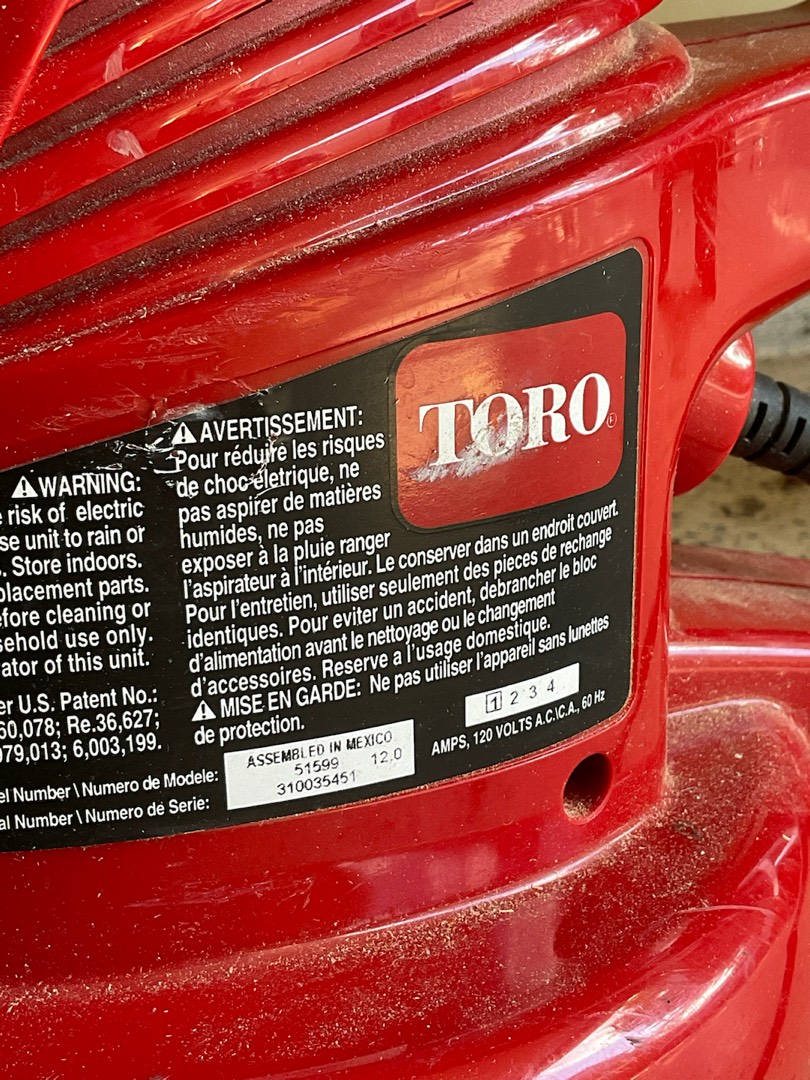 TORO
⚠WARNING:
risk of electric
se unit to rain or
. Store indoors.
placement parts.
efore cleaning or
sehold use only.
ator of this unit.
er U.S. Patent No.:
60,078; Re.36,627;
079,013; 6,003,199.
⚠AVERTISSEMENT:
Pour réduire les risques
de choc életrique, ne
pas aspirer de matières
humides, ne pas
exposer à la pluie ranger
l'aspirateur à l'intérieur. Le conserver dans un endroit couvert.
Pour l'entretien, utiliser seulement des pieces de rechange
identiques. Pour eviter un accident, debrancher le bloc
d'alimentation avant le nettoyage ou le changement
d'accessoires. Reserve a l'usage domestique.
⚠ MISE EN GARDE: Ne pas utiliser l'appareil sans lunettes
de protection.
1 2 3 4
AMPS, 120 VOLTS A.C.\C.A., 60 Hz
ASSEMBLED IN MEXICO
el Number \ Numero de Modele: 51599 12.0
al Number \ Numero de Serie: 310035451